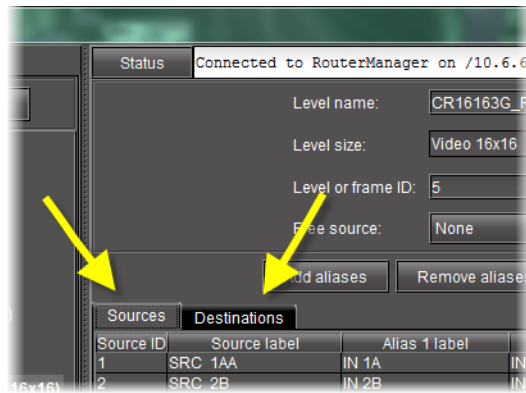 Status Connected to RouterManager on /10.6.6
Level name: CR16163G_F
Level size: Video 16x16
Level or frame ID: 5
Free source: None
Add aliases Remove aliases
Sources Destinations
Source ID Source label Alias 1 label
1 SRC 1AA IN 1A IN
2 SRC 2B IN 2B IN
16x16)